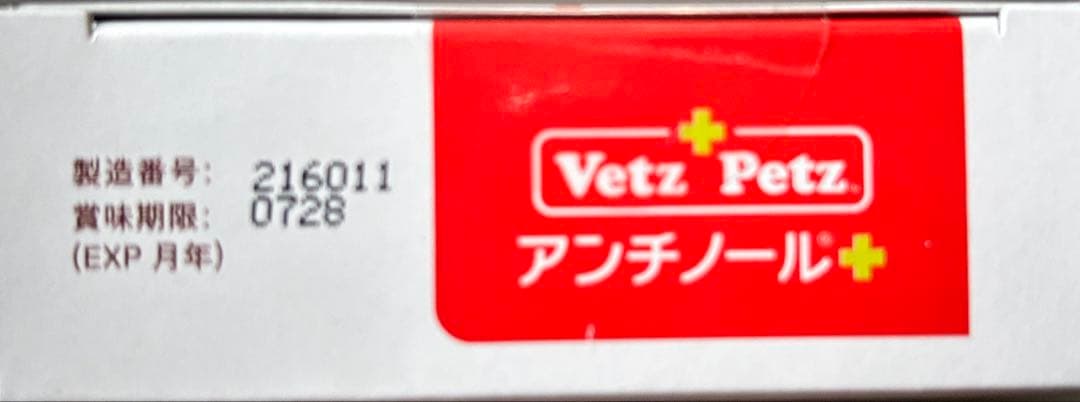 製造番号: 216011
賞味期限: 0728
(EXP 月年)
Vetz Petz
アンチノール®